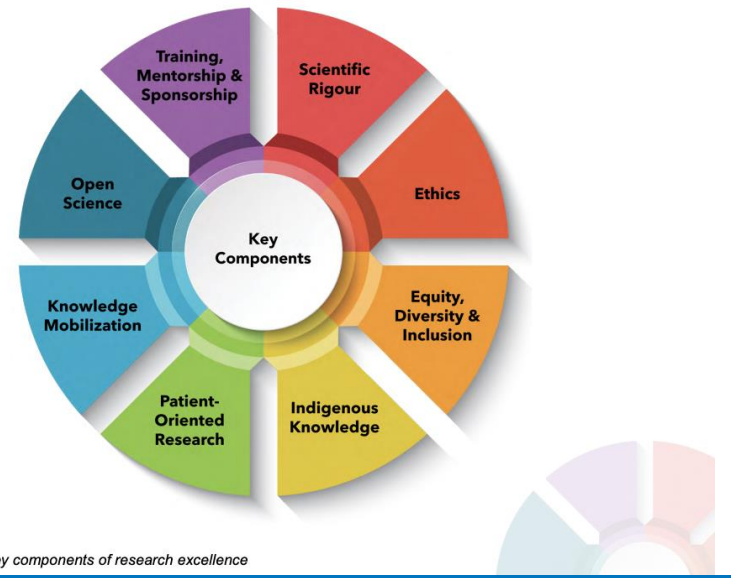 Training,
Mentorship &
Sponsorship
Scientific
Rigour
Open
Science
Ethics
Key
Components
Knowledge
Mobilization
Equity,
Diversity &
Inclusion
Patient-
Oriented
Research
Indigenous
Knowledge
components of research excellence